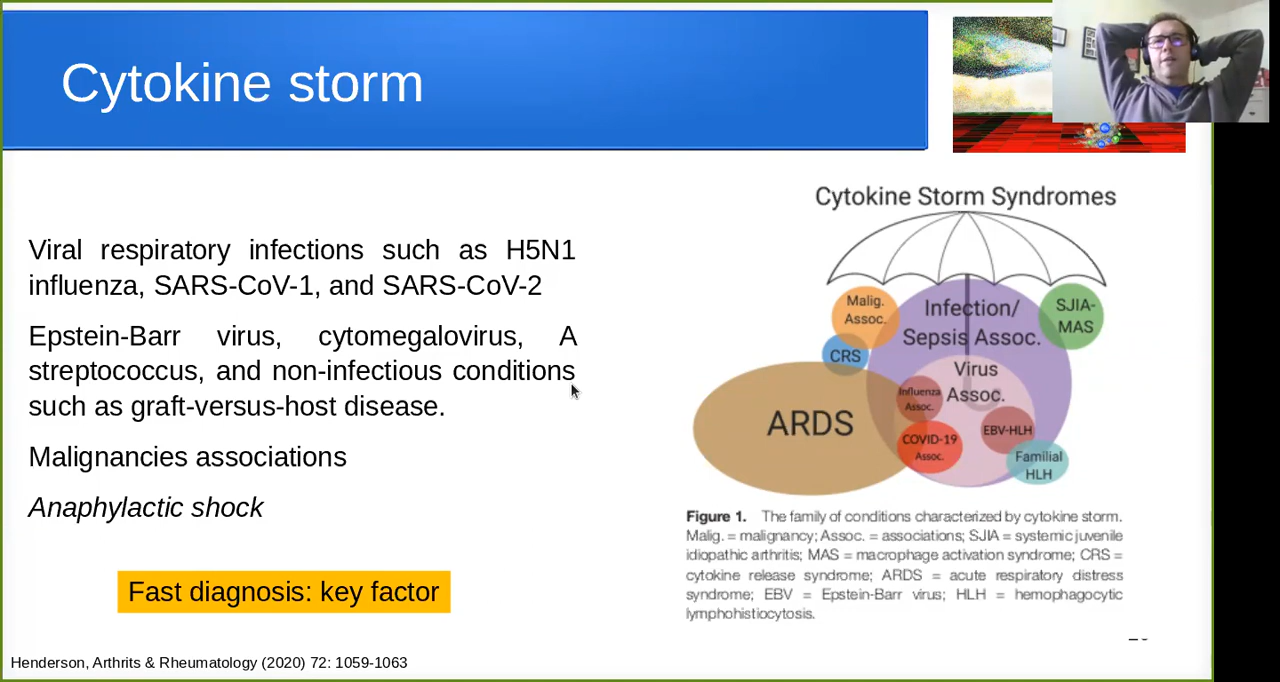 Cytokine storm
Viral respiratory infections such as H5N1
influenza, SARS-CoV-1, and SARS-CoV-2
Epstein-Barr virus, cytomegalovirus, A
streptococcus, and non-infectious conditions
such as graft-versus-host disease.
Malignancies associations
Anaphylactic shock
Fast diagnosis: key factor
Henderson, Arthrits & Rheumatology (2020) 72: 1059-1063
Cytokine Storm Syndromes
Malig.
Assoc.
Infection/
Sepsis Assoc.
SJIA-
MAS
CRS
Virus
Assoc.
Influenza
Assoc.
ARDS
COVID-19
Assoc.
EBV-HLH
Familial
HLH
Figure 1. The family of conditions characterized by cytokine storm.
Malig. = malignancy; Assoc. = associations; SJIA = systemic juvenile
idiopathic arthritis; MAS = macrophage activation syndrome; CRS =
cytokine release syndrome; ARDS = acute respiratory distress
syndrome; EBV = Epstein-Barr virus; HLH = hemophagocytic
lymphohistiocytosis.